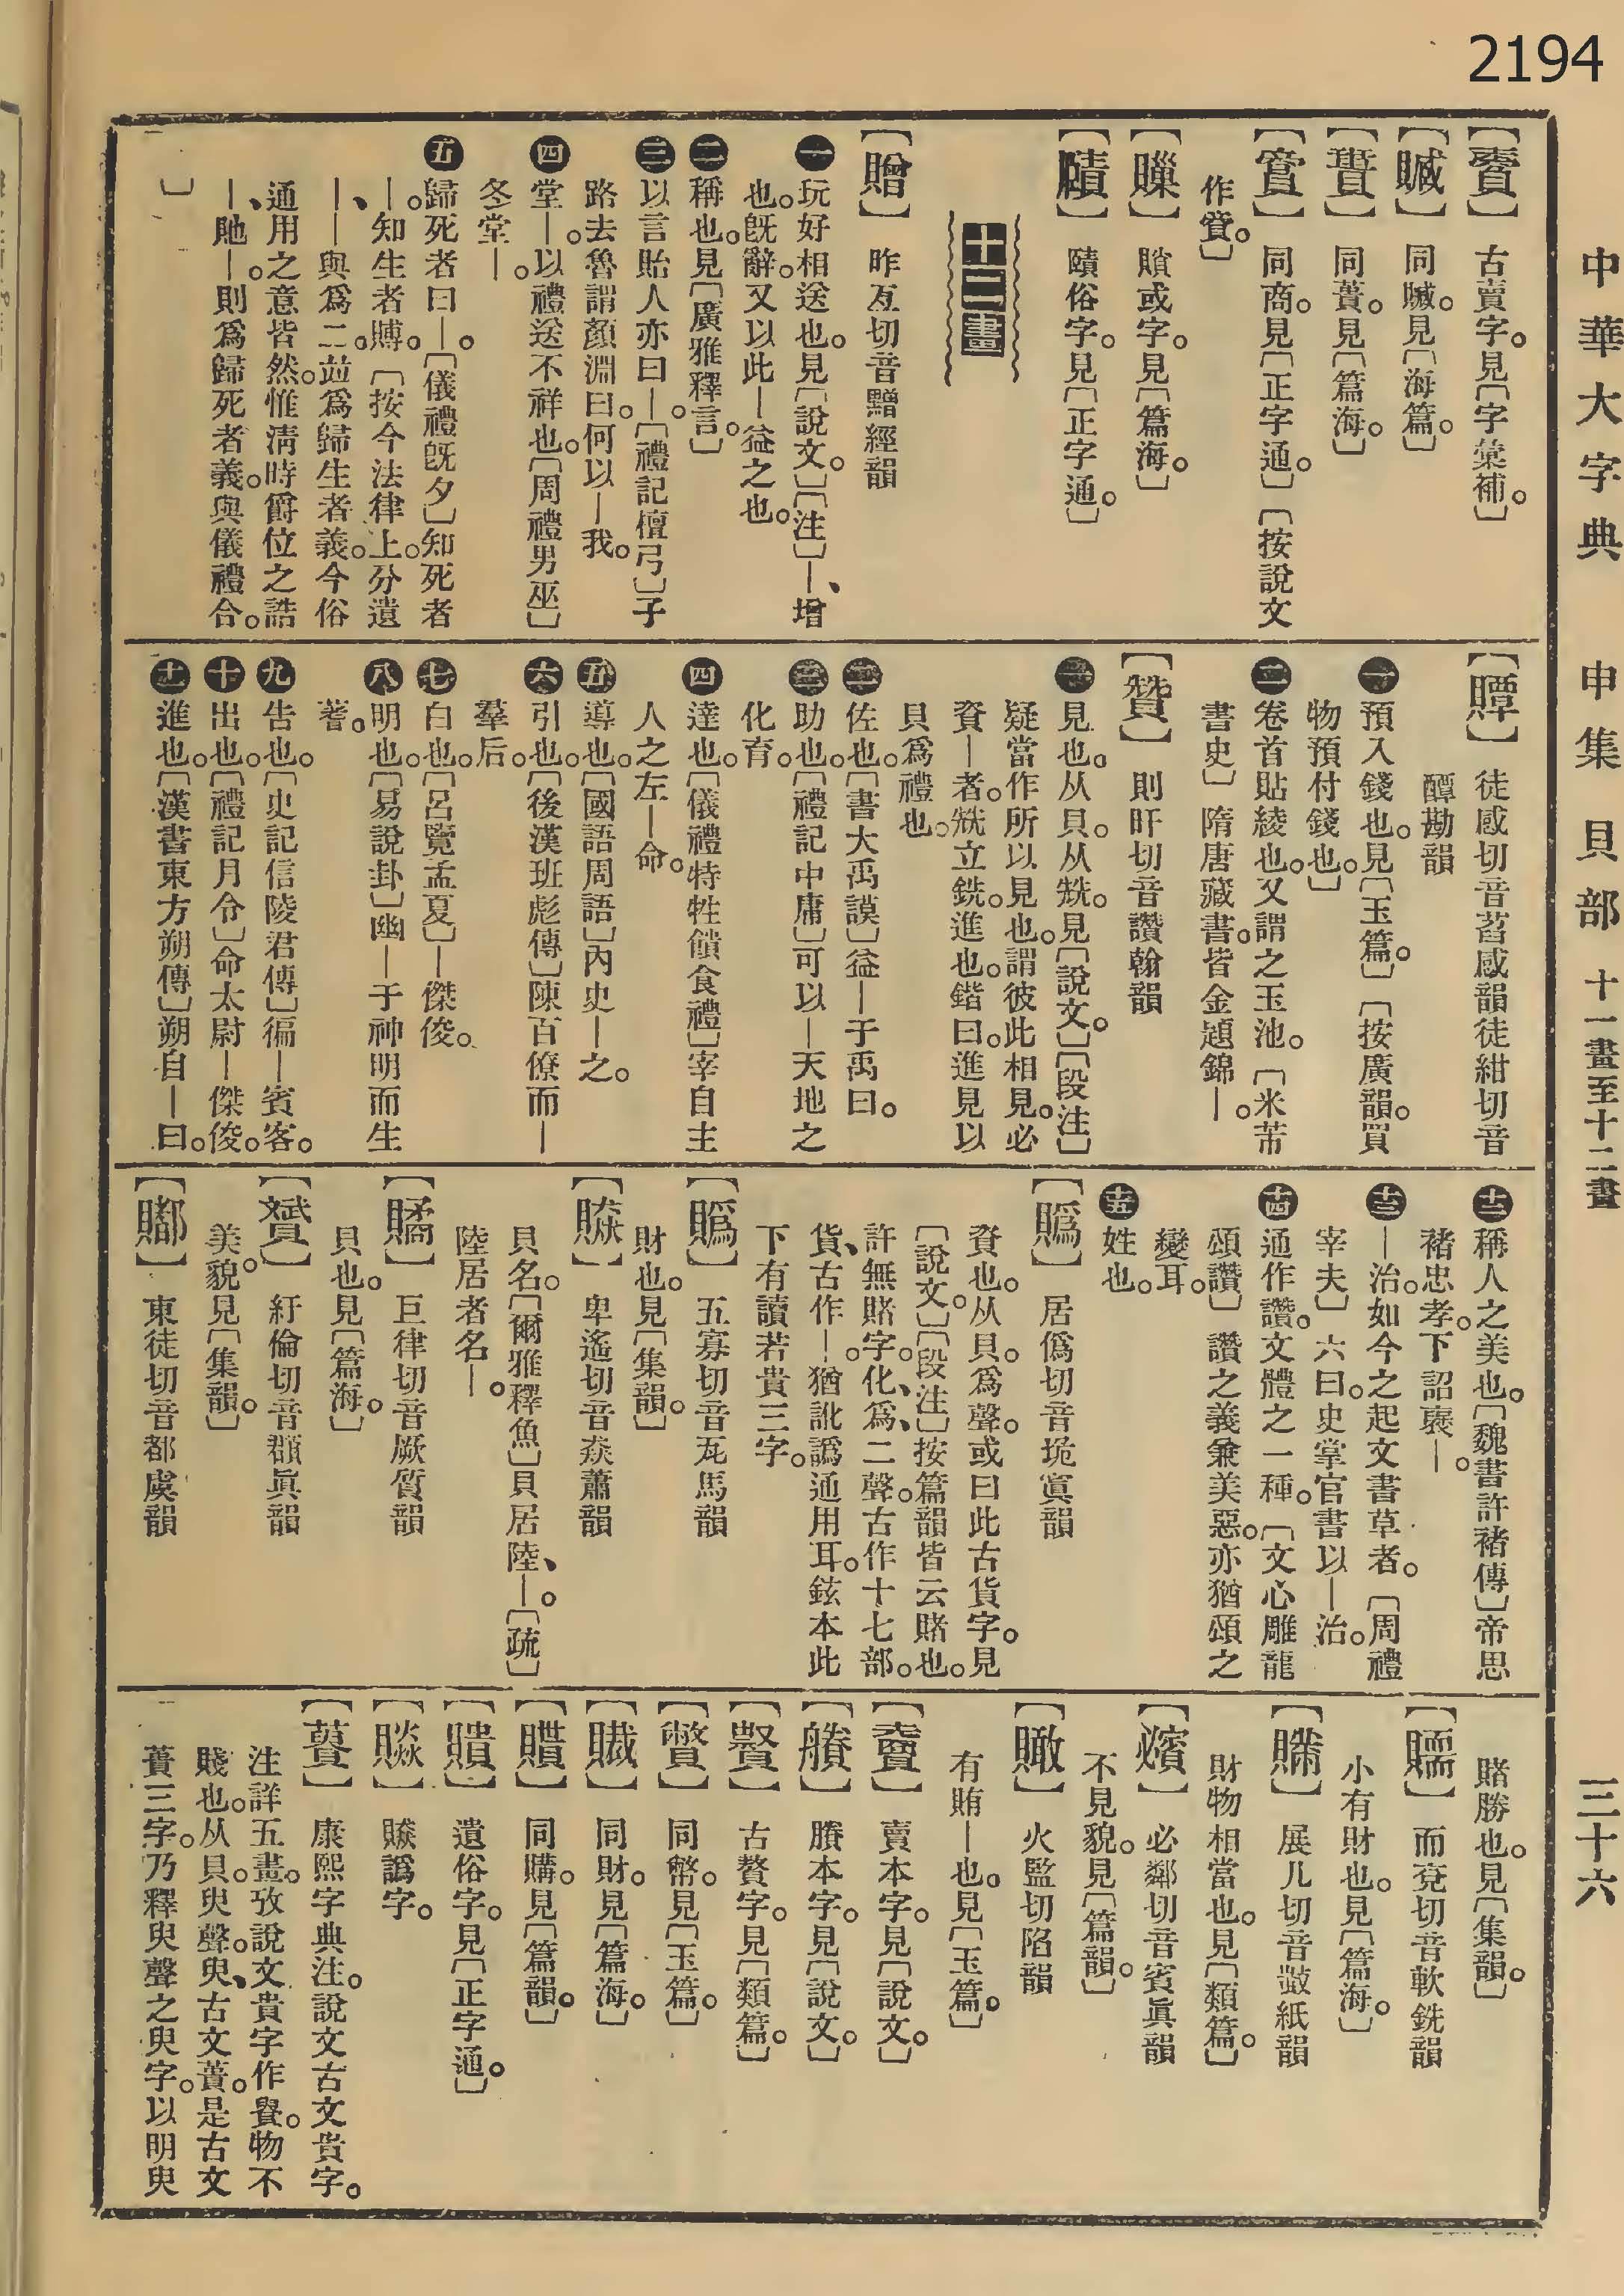 2194
中華大字典 申集 貝部 十一畫至十二畫 三十六
古賣字。見〔字彙補。〕
同贓。見〔海篇。〕
同蕢。見〔篇海。〕
同商。見〔正字通。〕〔按說文
作𧶜。〕
䝭或字。見〔篇海。〕
賾俗字。見〔正字通。〕
十二畫
【贈】 昨亙切音䵴經韻
一玩好相送也。見〔說文。〕〔注〕—、增
也。旣辭。又以此—益之也。
二稱也。見〔廣雅釋言。〕
三以言貽人亦曰—。〔禮記檀弓〕子
路去魯謂顏淵曰。何以—我。
四堂—。以禮送不祥也。〔周禮男巫〕
冬堂—。
五歸死者曰—。〔儀禮旣夕〕知死者
—。知生者賻。〔按今法律上。分遺
—、—與爲二。並爲歸生者義。今俗
通用之意皆然。惟淸時爵位之誥
—、貤—。則爲歸死者義。與儀禮合。
〕
【贉】 徒感切音萏感韻徒紺切音
醰勘韻
一預入錢也。見〔玉篇。〕〔按廣韻。買
物預付錢也。〕
二卷首貼綾也。又謂之玉池。〔米芾
書史〕隋唐藏書。皆金題錦—。
【贊】 則旰切音讚翰韻
一見也。从貝。从兟。見〔說文。〕〔段注〕
疑當作所以見也。謂彼此相見。必
資—者。兟立銑。進也。鍇曰。進見以
貝爲禮也。
二佐也。〔書大禹謨〕益—于禹曰。
三助也。〔禮記中庸〕可以—天地之
化育。
四達也。〔儀禮特牲饋食禮〕宰自主
人之左—命。
五導也。〔國語周語〕內史—之。
六引也。〔後漢班彪傳〕陳百僚而—
羣后。
七白也。〔呂覽孟夏〕—傑俊。
八明也。〔易說卦〕幽—于神明而生
蓍。
九告也。〔史記信陵君傳〕徧—賓客。
十出也。〔禮記月令〕命太尉—傑俊。
十一進也。〔漢書東方朔傳〕朔自—曰。
十二稱人之美也。〔魏書許褚傳〕帝思
褚忠孝。下詔襃—。
十三—治。如今之起文書草者。〔周禮
宰夫〕六曰。史掌官書以—治。
十四通作讚。文體之一種。〔文心雕龍
頌讚〕讚之義兼美惡。亦猶頌之
變耳。
十五姓也。
【䞈】 居僞切音垝寘韻
資也。从貝。爲聲。或曰此古貨字。見
〔說文。〕〔段注〕按篇韻皆云賭也。
許無賭字。化、爲、二聲。古作十七部。
貨、古作—。猶訛譌通用耳。鉉本此
下有讀若貴三字。
【䞈】 五寡切音瓦馬韻
財也。見〔集韻。〕
卑遙切音猋蕭韻
貝名。〔爾雅釋魚〕貝居陸、—。〔疏〕
陸居者名—。
巨律切音厥質韻
貝也。見〔篇海。〕
【贇】 紆倫切音頵眞韻
美貌。見〔集韻。〕
東徒切音都虞韻
賭勝也。見〔集韻。〕
而兗切音軟銑韻
小有財也。見〔篇海。〕
展几切音黹紙韻
財物相當也。見〔類篇。〕
必鄰切音賓眞韻
不見貌。見〔篇韻。〕
火監切陷韻
有賄—也。見〔玉篇。〕
賣本字。見〔說文。〕
賸本字。見〔說文。〕
古贅字。見〔類篇。〕
同幣。見〔玉篇。〕
同財。見〔篇海。〕
同購。見〔篇韻。〕
遺俗字。見〔正字通。〕
賧譌字。
康熙字典注。說文古文貴字。
注詳五畫。攷說文貴字作𧷓。物不
賤也。从貝。臾聲。臾、古文蕢。是古文
蕢三字。乃釋臾聲之臾字。以明臾